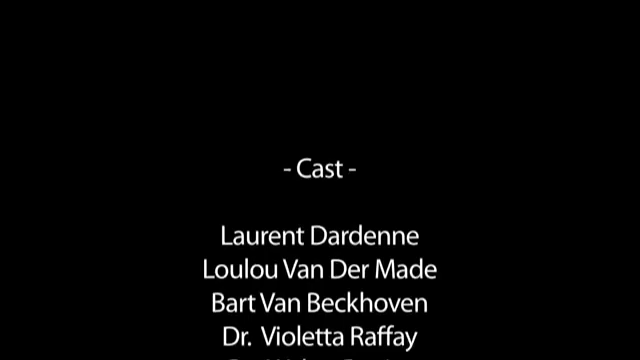 - Cast -
Laurent Dardenne
Loulou Van Der Made
Bart Van Beckhoven
Dr. Violetta Raffay